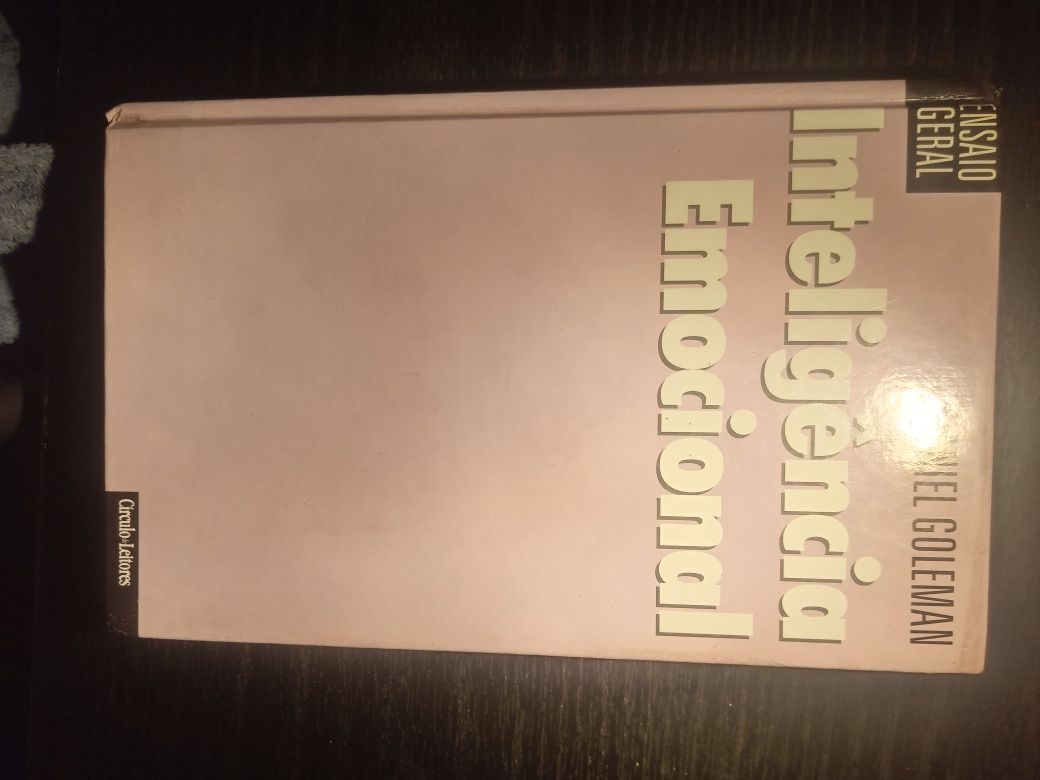 ENSAIO
GERAL
GOLEMAN
Inteligência
Emocional
Círculo de Leitores